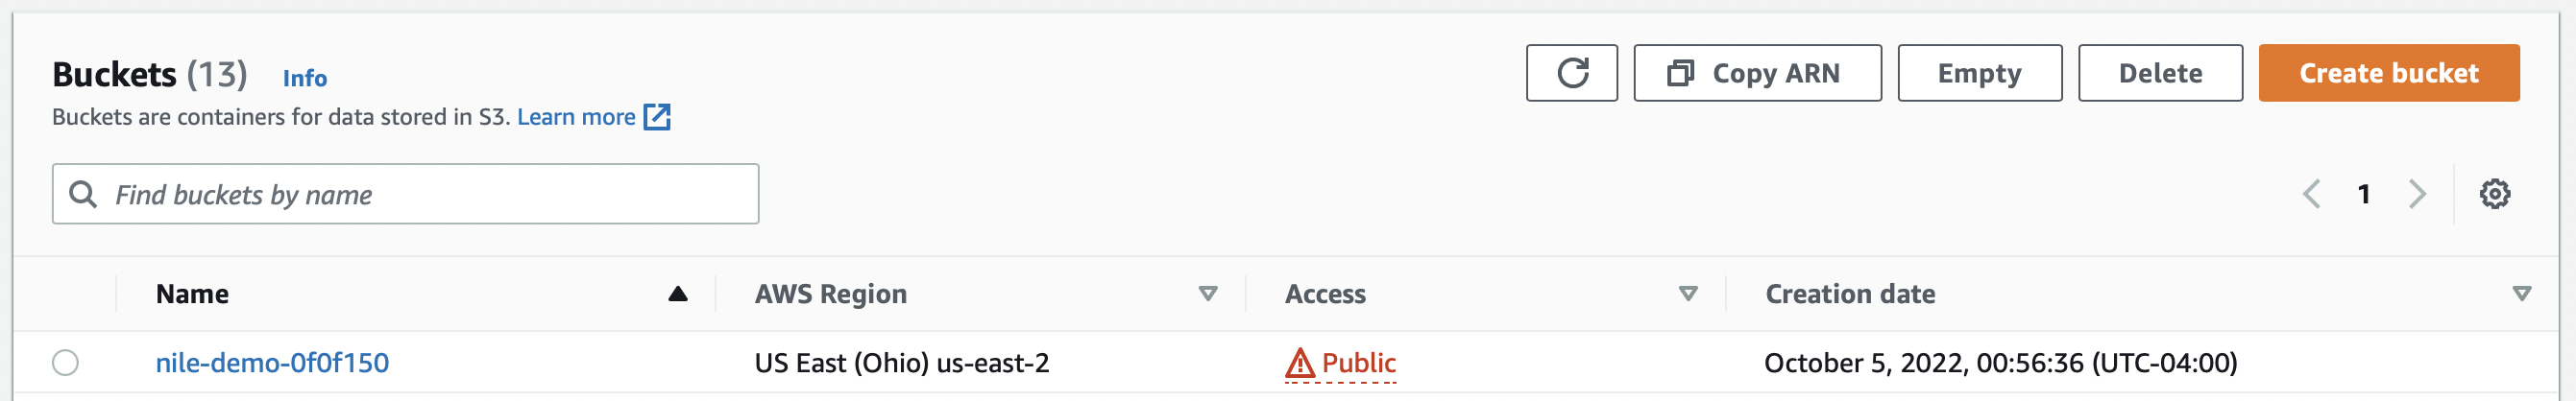 Buckets (13) Info
Buckets are containers for data stored in S3. Learn more
Copy ARN
Empty
Delete
Create bucket
Find buckets by name
1
Name AWS Region Access Creation date
nile-demo-0f0f150 US East (Ohio) us-east-2 Public October 5, 2022, 00:56:36 (UTC-04:00)